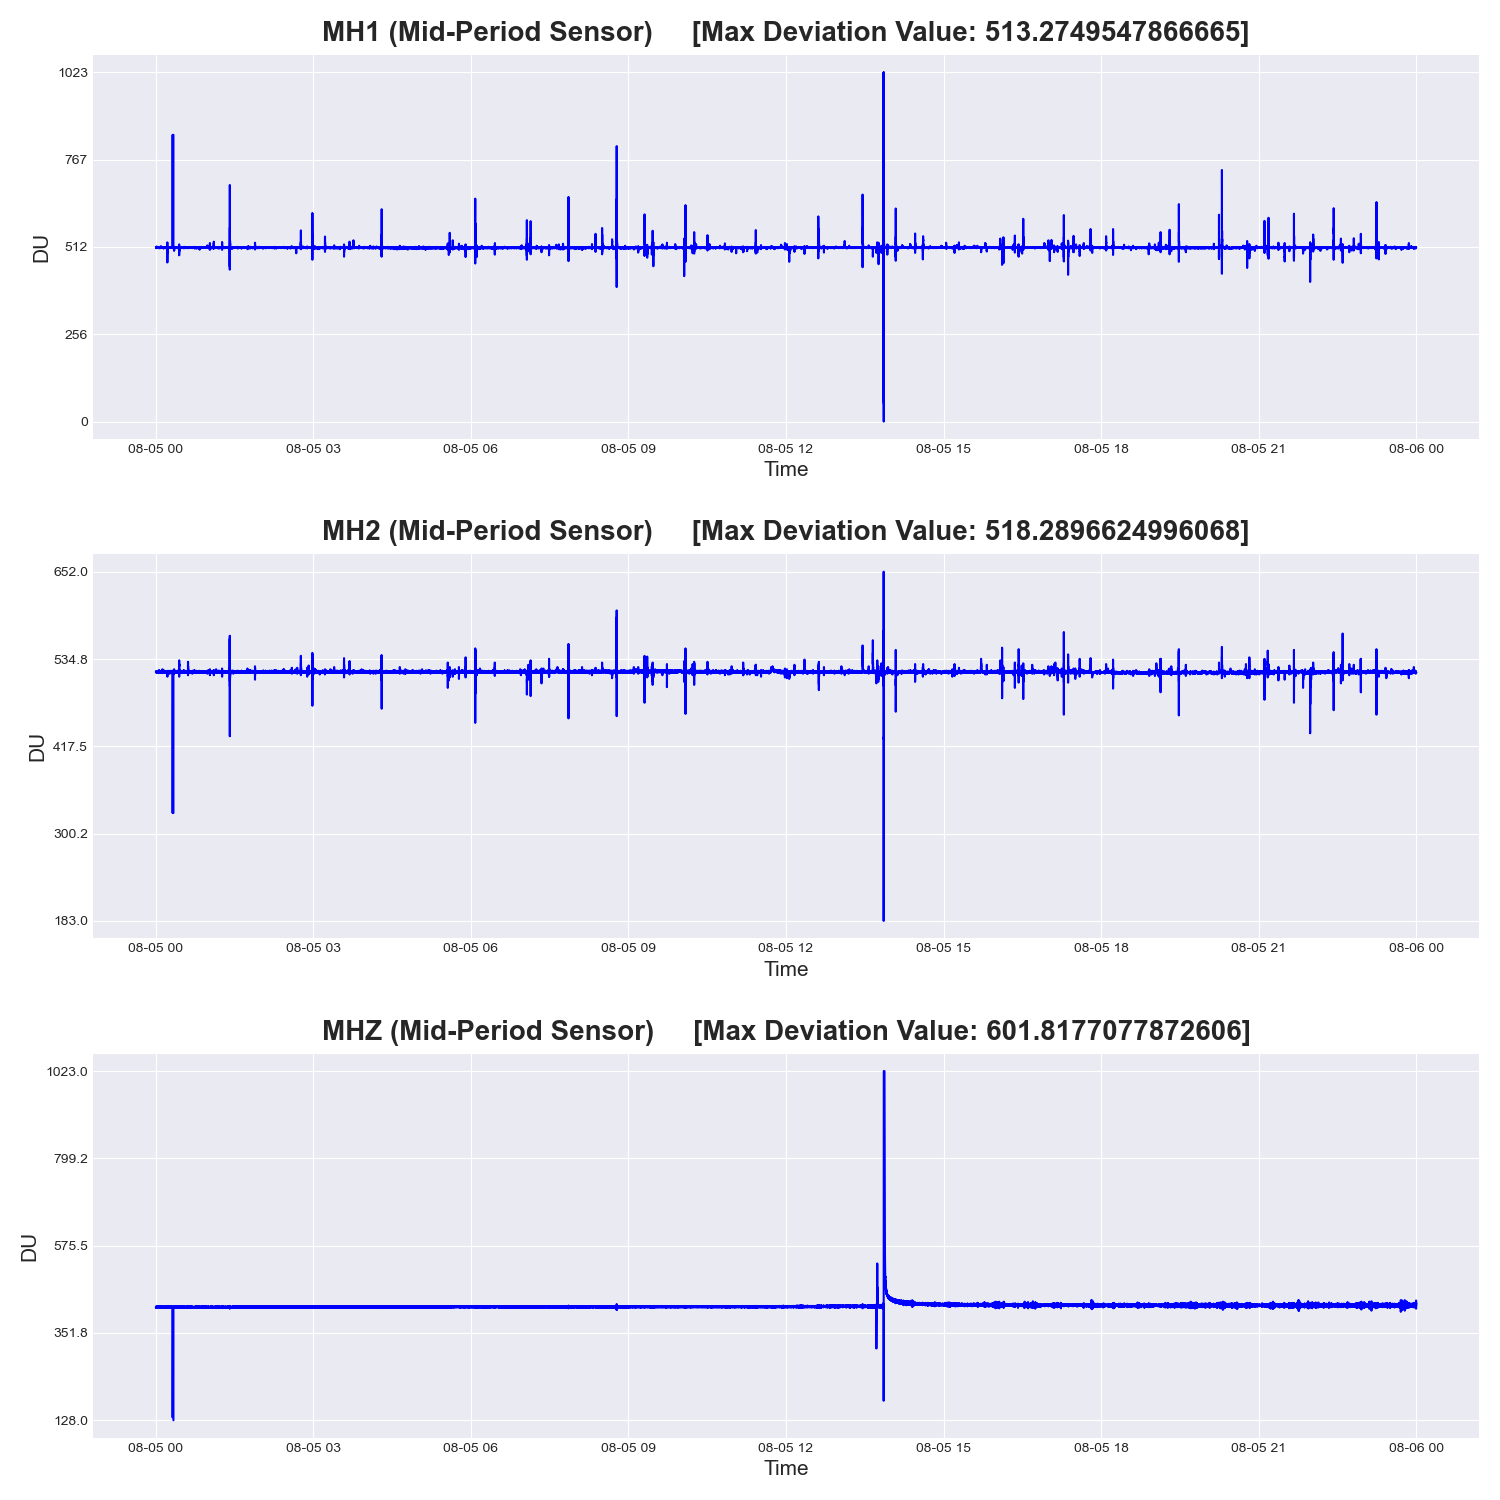 MH1 (Mid-Period Sensor) [Max Deviation Value: 513.2749547866665]
1023
767
512
256
0
DU
08-05 00 08-05 03 08-05 06 08-05 09 08-05 12 08-05 15 08-05 18 08-05 21 08-06 00
Time
MH2 (Mid-Period Sensor) [Max Deviation Value: 518.2896624996068]
652.0
534.8
417.5
300.2
183.0
DU
08-05 00 08-05 03 08-05 06 08-05 09 08-05 12 08-05 15 08-05 18 08-05 21 08-06 00
Time
MHZ (Mid-Period Sensor) [Max Deviation Value: 601.8177077872606]
1023.0
799.2
575.5
351.8
128.0
DU
08-05 00 08-05 03 08-05 06 08-05 09 08-05 12 08-05 15 08-05 18 08-05 21 08-06 00
Time